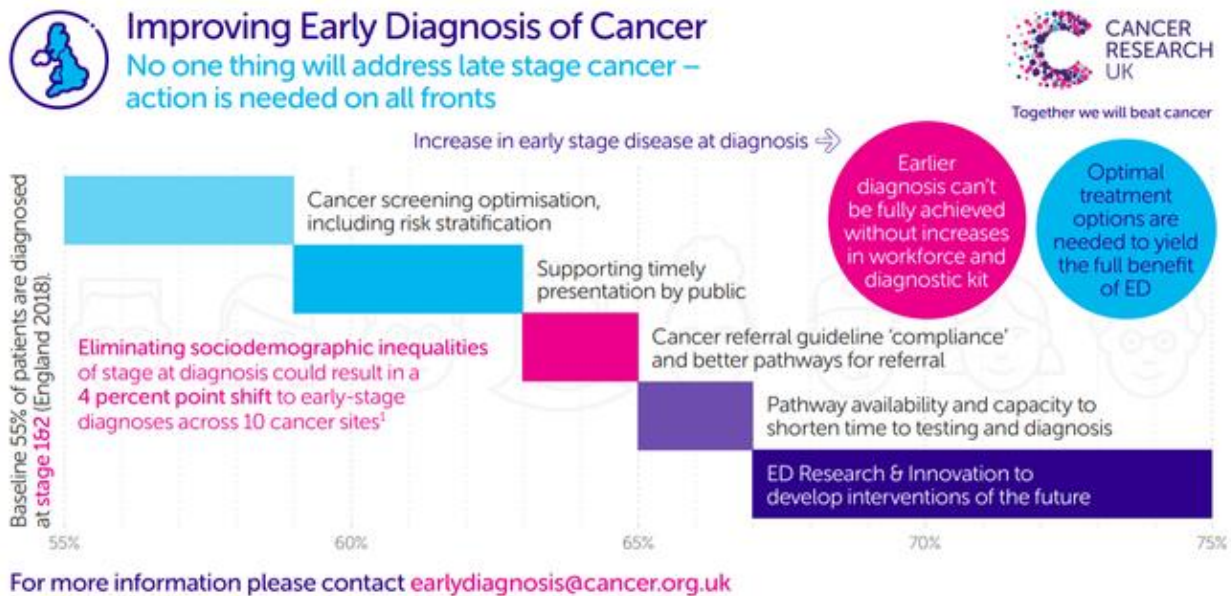 Improving Early Diagnosis of Cancer
No one thing will address late stage cancer –
action is needed on all fronts
CANCER
RESEARCH
UK
Together we will beat cancer
Increase in early stage disease at diagnosis
Earlier
diagnosis can't
be fully achieved
without increases
in workforce and
diagnostic kit
Optimal
treatment
options are
needed to yield
the full benefit
of ED
Baseline 55% of patients are diagnosed
at stage 1&2 (England 2018).
Cancer screening optimisation,
including risk stratification
Supporting timely
presentation by public
Eliminating sociodemographic inequalities
of stage at diagnosis could result in a
4 percent point shift to early-stage
diagnoses across 10 cancer sites¹
Cancer referral guideline 'compliance'
and better pathways for referral
Pathway availability and capacity to
shorten time to testing and diagnosis
ED Research & Innovation to
develop interventions of the future
55%
60%
65%
70%
75%
For more information please contact earlydiagnosis@cancer.org.uk